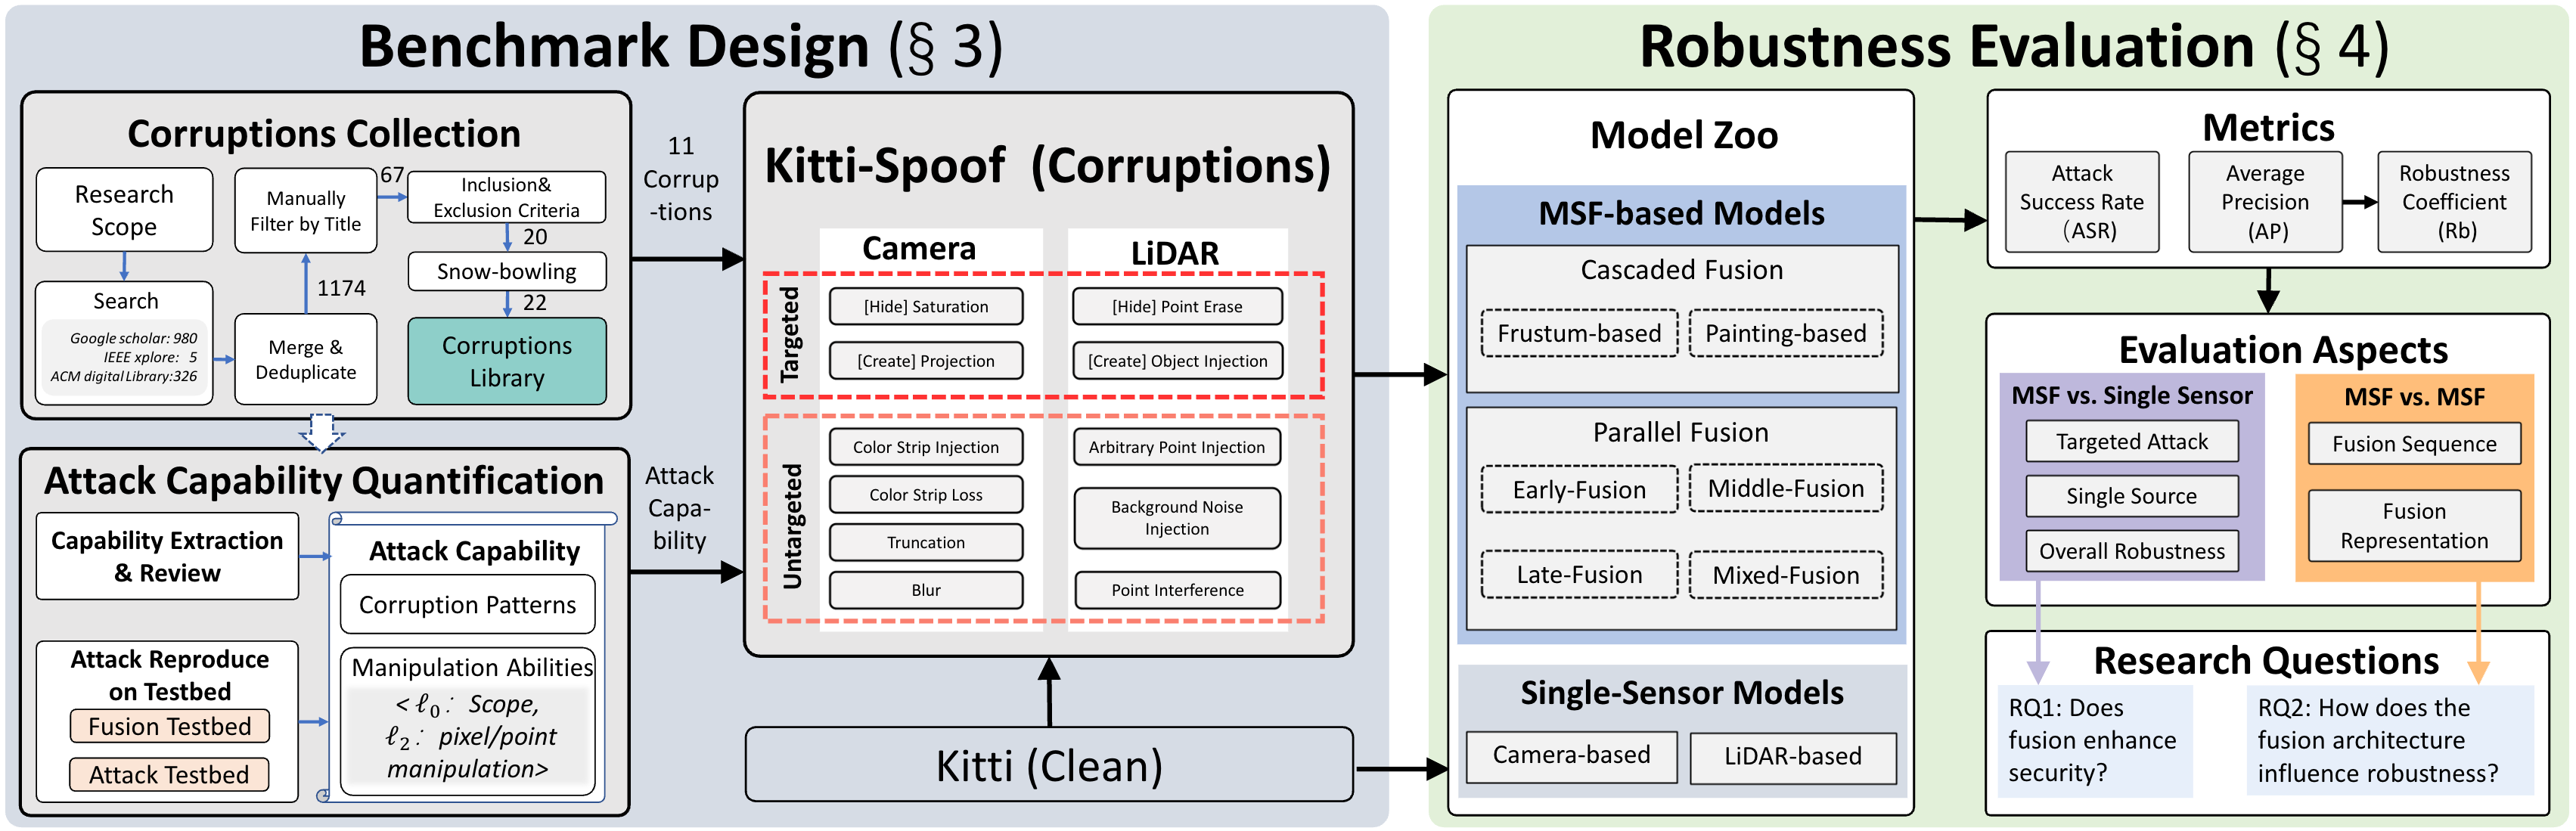 Benchmark Design (§ 3)
Corruptions Collection
Research
Scope
Search
Google scholar: 980
IEEE xplore: 5
ACM digital Library:326
Manually
Filter by Title
1174
Merge &
Deduplicate
67
Inclusion&
Exclusion Criteria
20
Snow-bowling
22
Corruptions
Library
Attack Capability Quantification
Capability Extraction
& Review
Attack Reproduce
on Testbed
Fusion Testbed
Attack Testbed
Attack Capability
Corruption Patterns
Manipulation Abilities
< ℓ0 : Scope,
ℓ2 : pixel/point
manipulation>
11
Corrup
-tions
Attack
Capa-
bility
Kitti-Spoof (Corruptions)
Camera
LiDAR
Targeted
[Hide] Saturation
[Hide] Point Erase
[Create] Projection
[Create] Object Injection
Untargeted
Color Strip Injection
Color Strip Loss
Truncation
Blur
Arbitrary Point Injection
Background Noise
Injection
Point Interference
Kitti (Clean)
Robustness Evaluation (§ 4)
Model Zoo
MSF-based Models
Cascaded Fusion
Frustum-based
Painting-based
Parallel Fusion
Early-Fusion
Middle-Fusion
Late-Fusion
Mixed-Fusion
Single-Sensor Models
Camera-based
LiDAR-based
Metrics
Attack
Success Rate
（ASR)
Average
Precision
(AP)
Robustness
Coefficient
(Rb)
Evaluation Aspects
MSF vs. Single Sensor
Targeted Attack
Single Source
Overall Robustness
MSF vs. MSF
Fusion Sequence
Fusion
Representation
Research Questions
RQ1: Does
fusion enhance
security?
RQ2: How does the
fusion architecture
influence robustness?